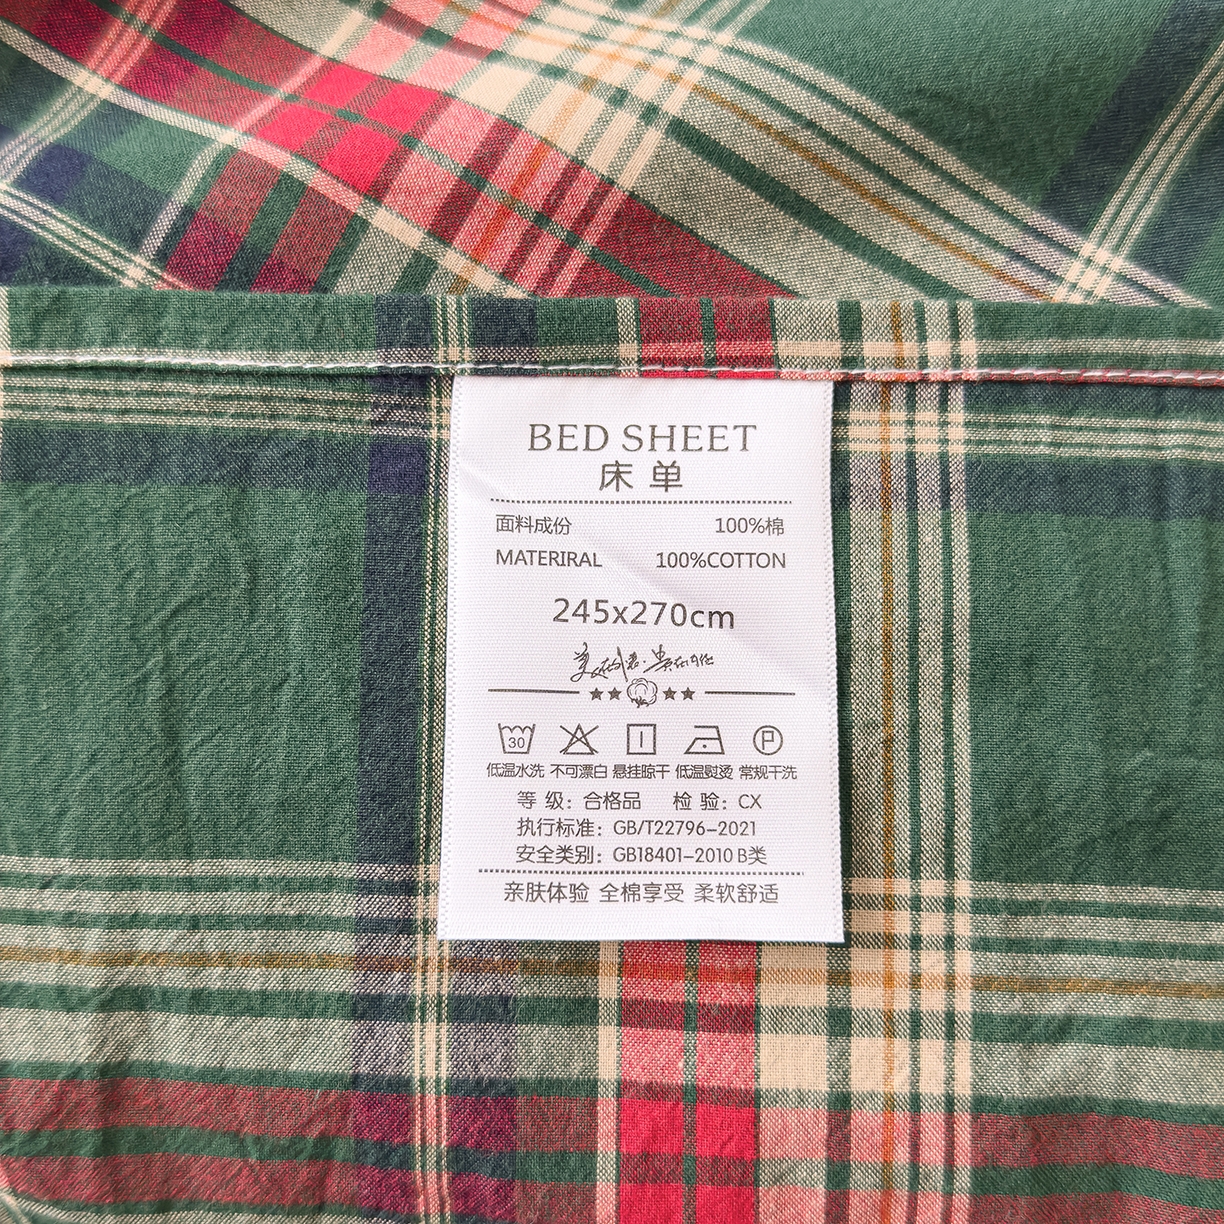 BED SHEET
床单
面料成份 100%棉
MATERIRAL 100%COTTON
245x270cm
30
P
低温水洗 不可漂白 悬挂晾干 低温熨烫 常规干洗
等 级: 合格品 检 验: CX
执行标准: GB/T22796-2021
安全类别: GB18401-2010 B类
亲肤体验 全棉享受 柔软舒适